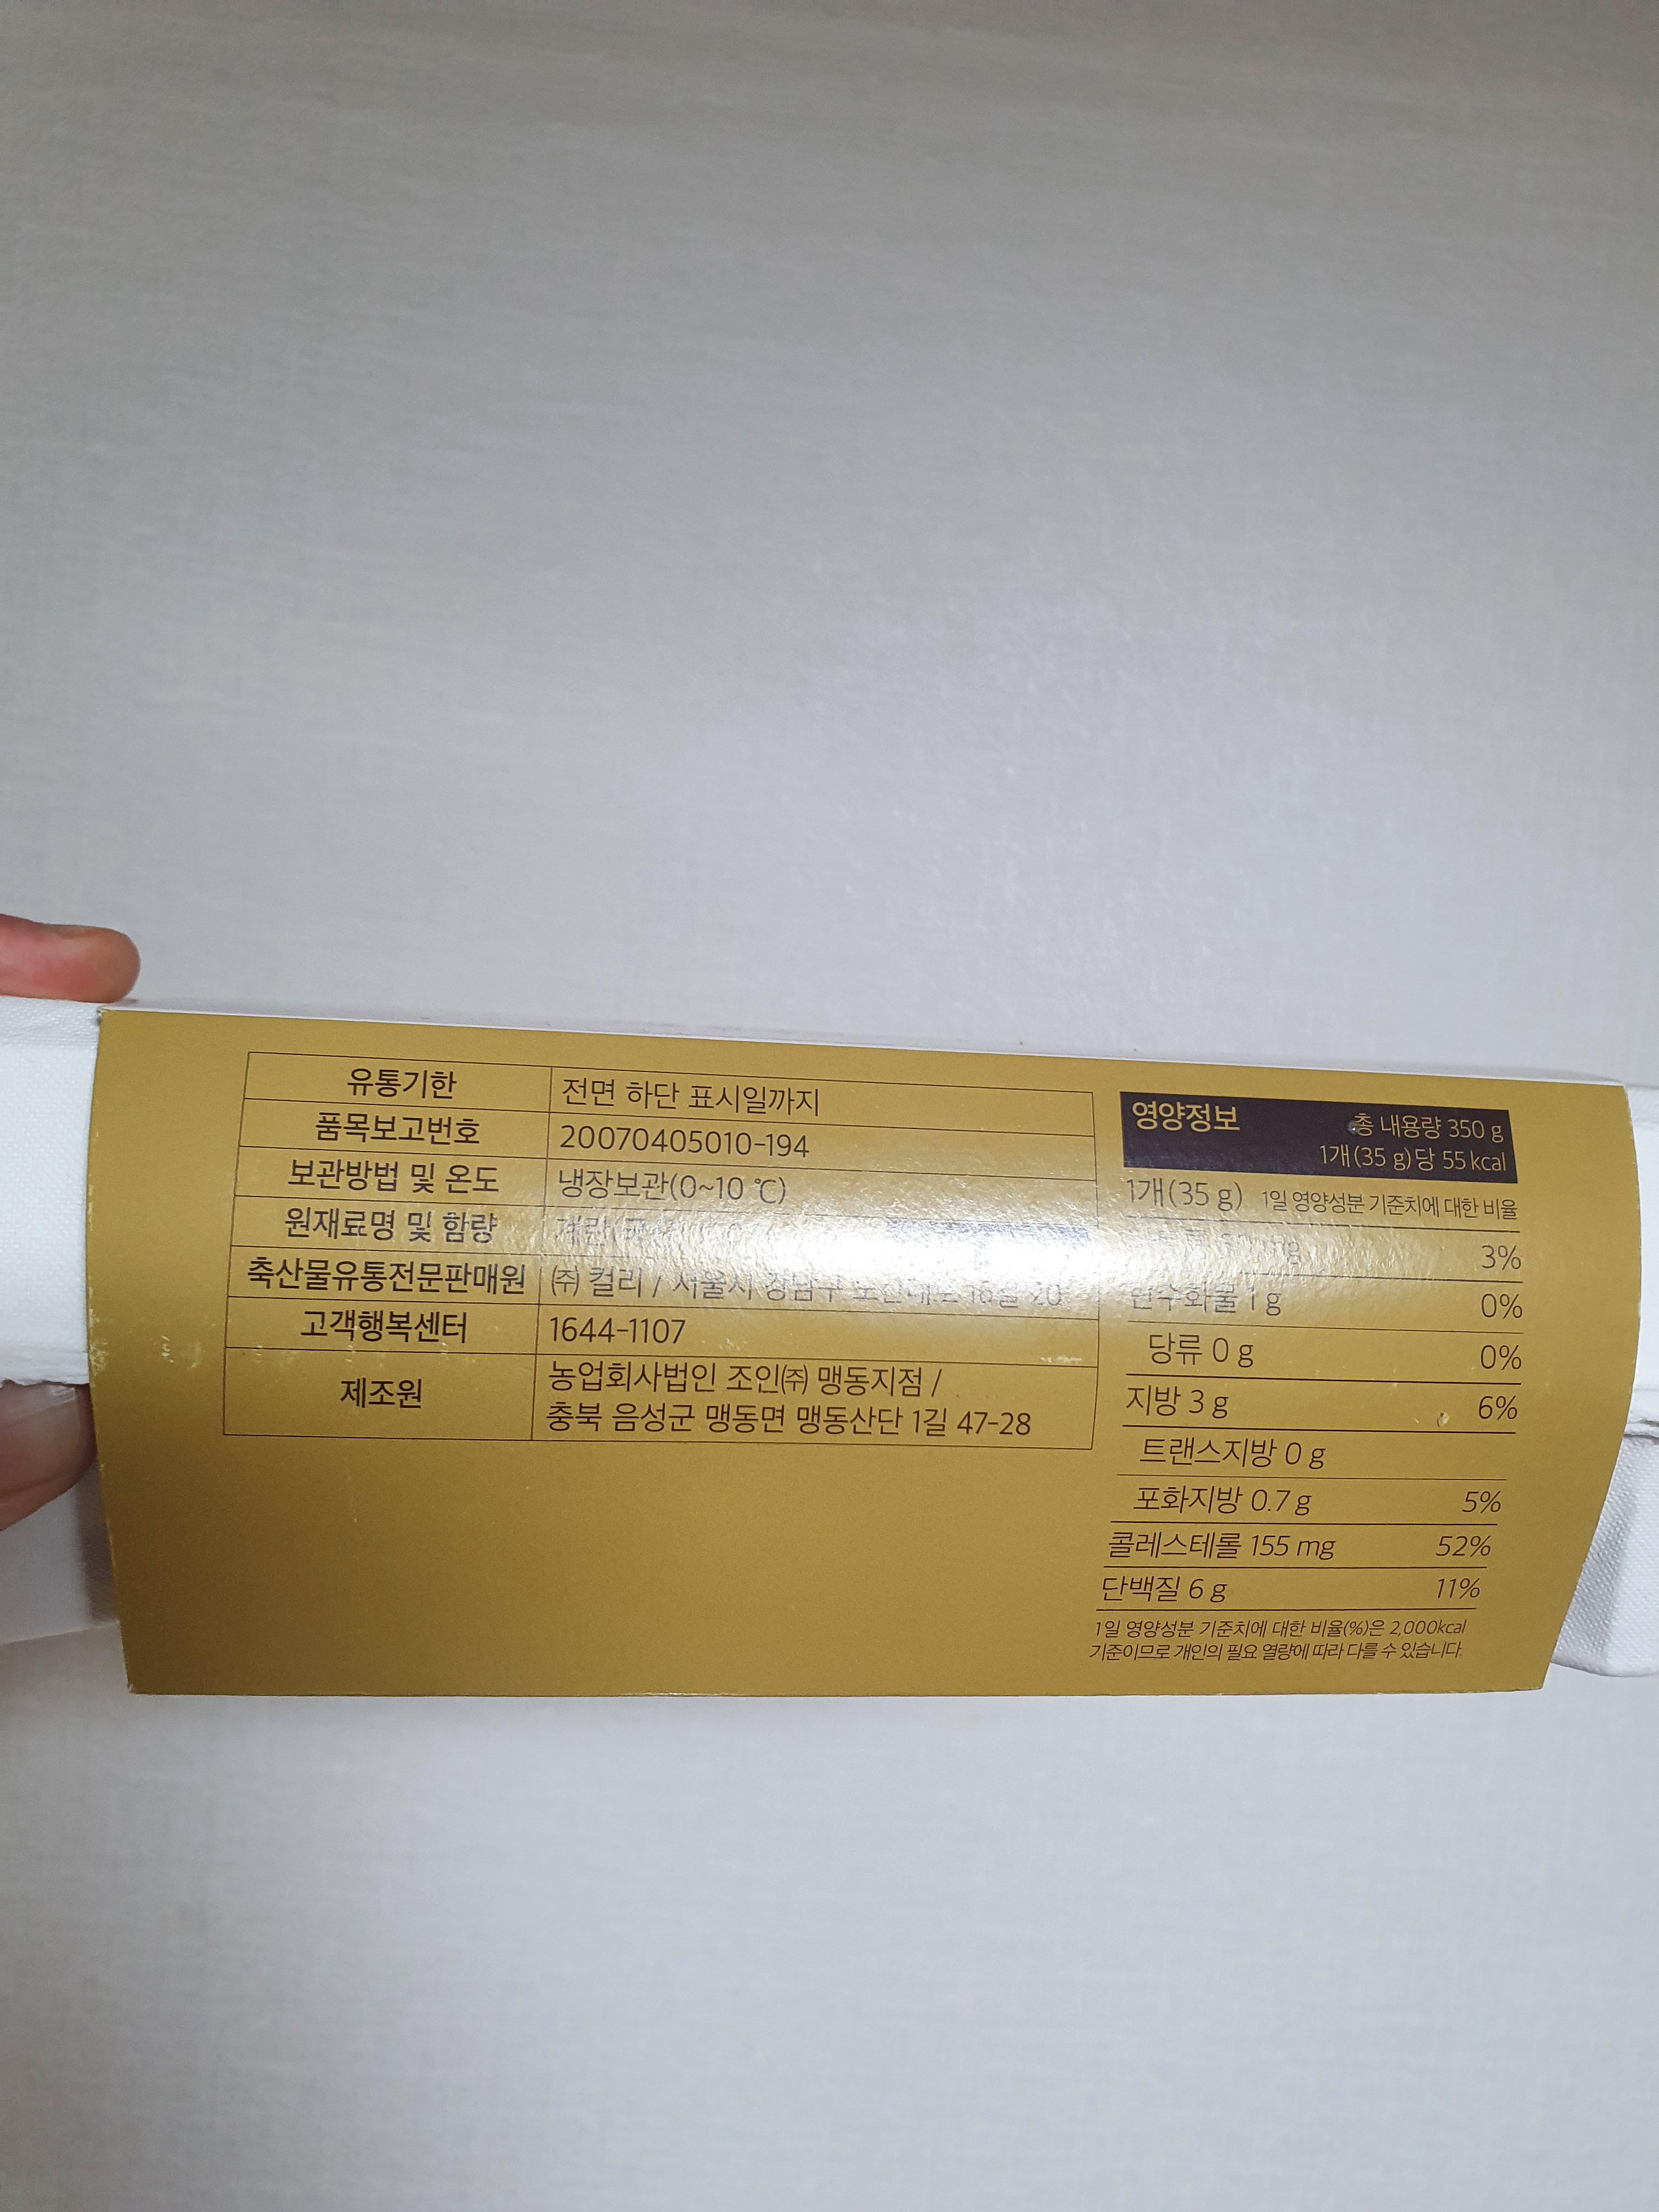 유통기한 전면 하단 표시일까지
품목보고번호 20070405010-194
보관방법 및 온도 냉장보관(0~10 ℃)
원재료명 및 함량
축산물유통전문판매원 ㈜ 컬리 / 서울시 강남구
고객행복센터 1644-1107
제조원 농업회사법인 조인㈜ 맹동지점 /
충북 음성군 맹동면 맹동산단 1길 47-28
영양정보 총 내용량 350 g
1개(35 g)당 55 kcal
1개(35 g) 1일 영양성분 기준치에 대한 비율
3%
탄수화물 1 g 0%
당류 0 g 0%
지방 3 g 6%
트랜스지방 0 g
포화지방 0.7 g 5%
콜레스테롤 155 mg 52%
단백질 6 g 11%
1일 영양성분 기준치에 대한 비율(%)은 2,000kcal
기준이므로 개인의 필요 열량에 따라 다를 수 있습니다.